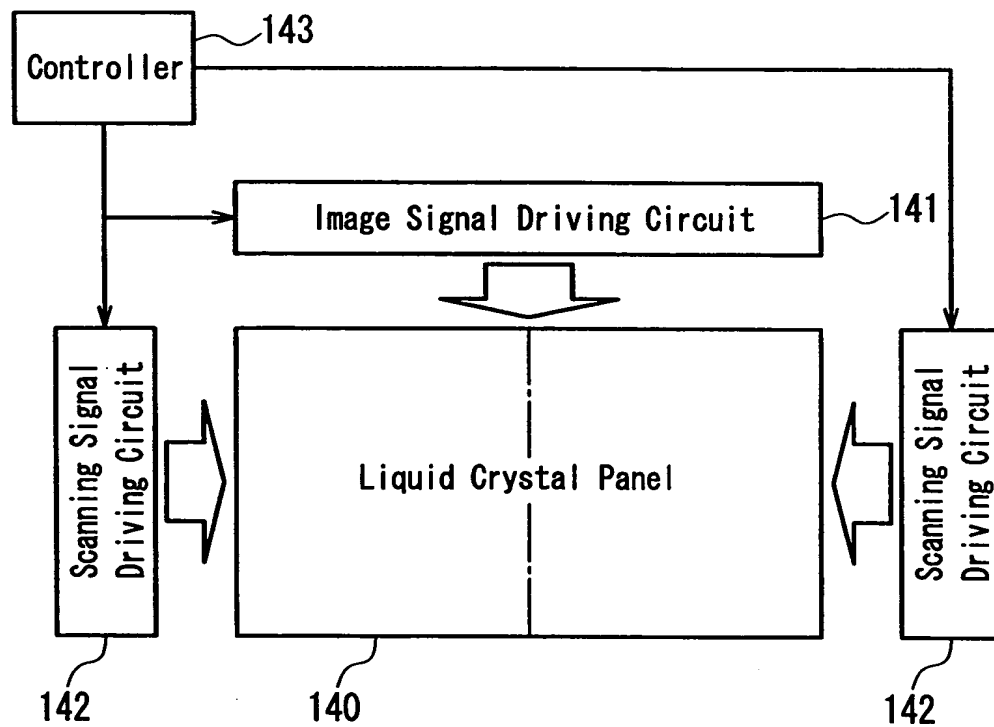 143
Controller
Image Signal Driving Circuit
141
Scanning Signal
Driving Circuit
Liquid Crystal Panel
Scanning Signal
Driving Circuit
142
140
142